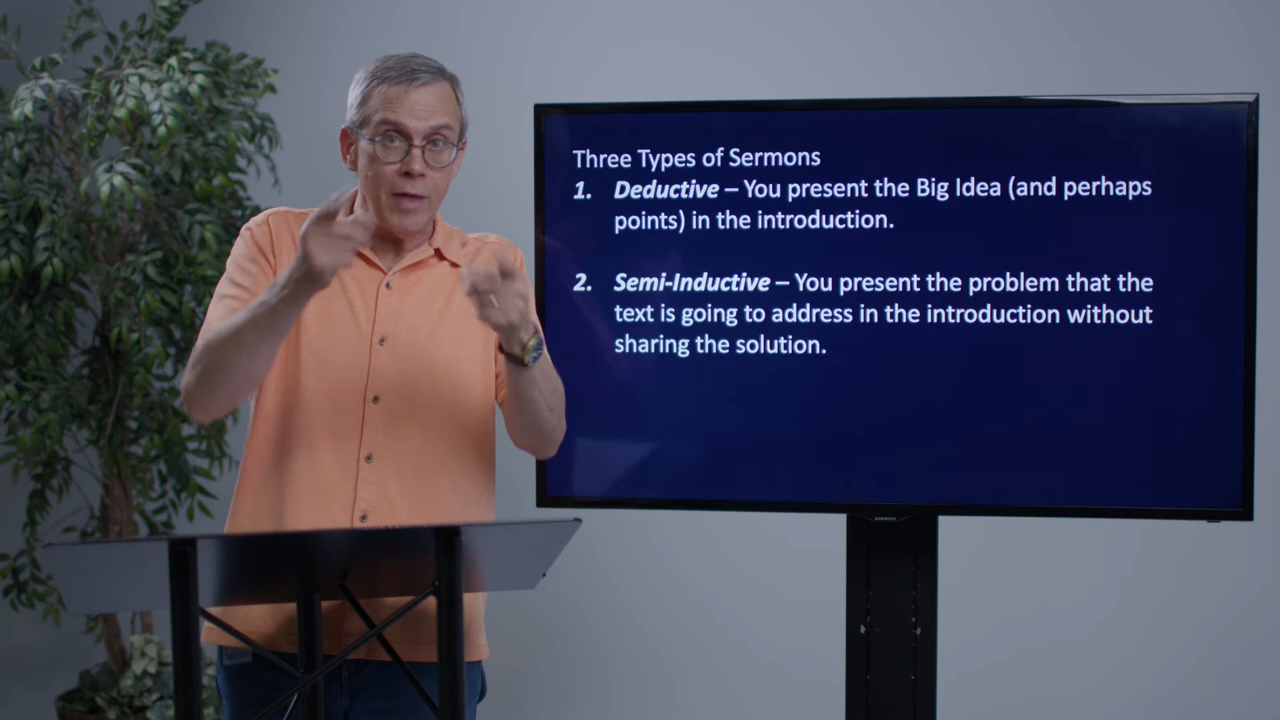 Three Types of Sermons
1. Deductive – You present the Big Idea (and perhaps
points) in the introduction.
2. Semi-Inductive – You present the problem that the
text is going to address in the introduction without
sharing the solution.
SAMSUNG